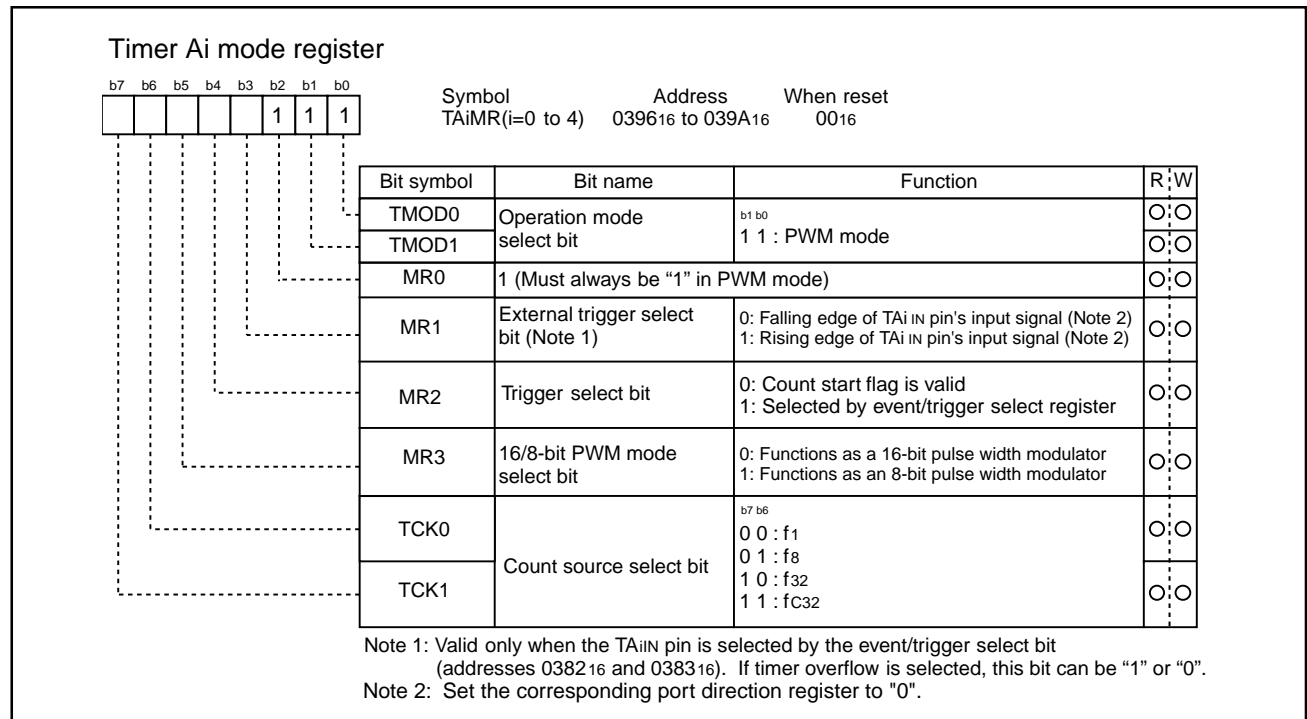 Timer Ai mode register
b7 b6 b5 b4 b3 b2 b1 b0
1 1 1
Symbol Address When reset
TAiMR(i=0 to 4) 039616 to 039A16 0016
Bit symbol Bit name Function R W
TMOD0 Operation mode select bit b1 b0
TMOD1 1 1 : PWM mode
MR0 1 (Must always be “1” in PWM mode)
MR1 External trigger select bit (Note 1) 0: Falling edge of TAi IN pin's input signal (Note 2)
1: Rising edge of TAi IN pin's input signal (Note 2)
MR2 Trigger select bit 0: Count start flag is valid
1: Selected by event/trigger select register
MR3 16/8-bit PWM mode select bit 0: Functions as a 16-bit pulse width modulator
1: Functions as an 8-bit pulse width modulator
TCK0 Count source select bit b7 b6
0 0 : f1
0 1 : f8
TCK1 1 0 : f32
1 1 : fC32
Note 1: Valid only when the TAiIN pin is selected by the event/trigger select bit
(addresses 038216 and 038316). If timer overflow is selected, this bit can be “1” or “0”.
Note 2: Set the corresponding port direction register to "0".